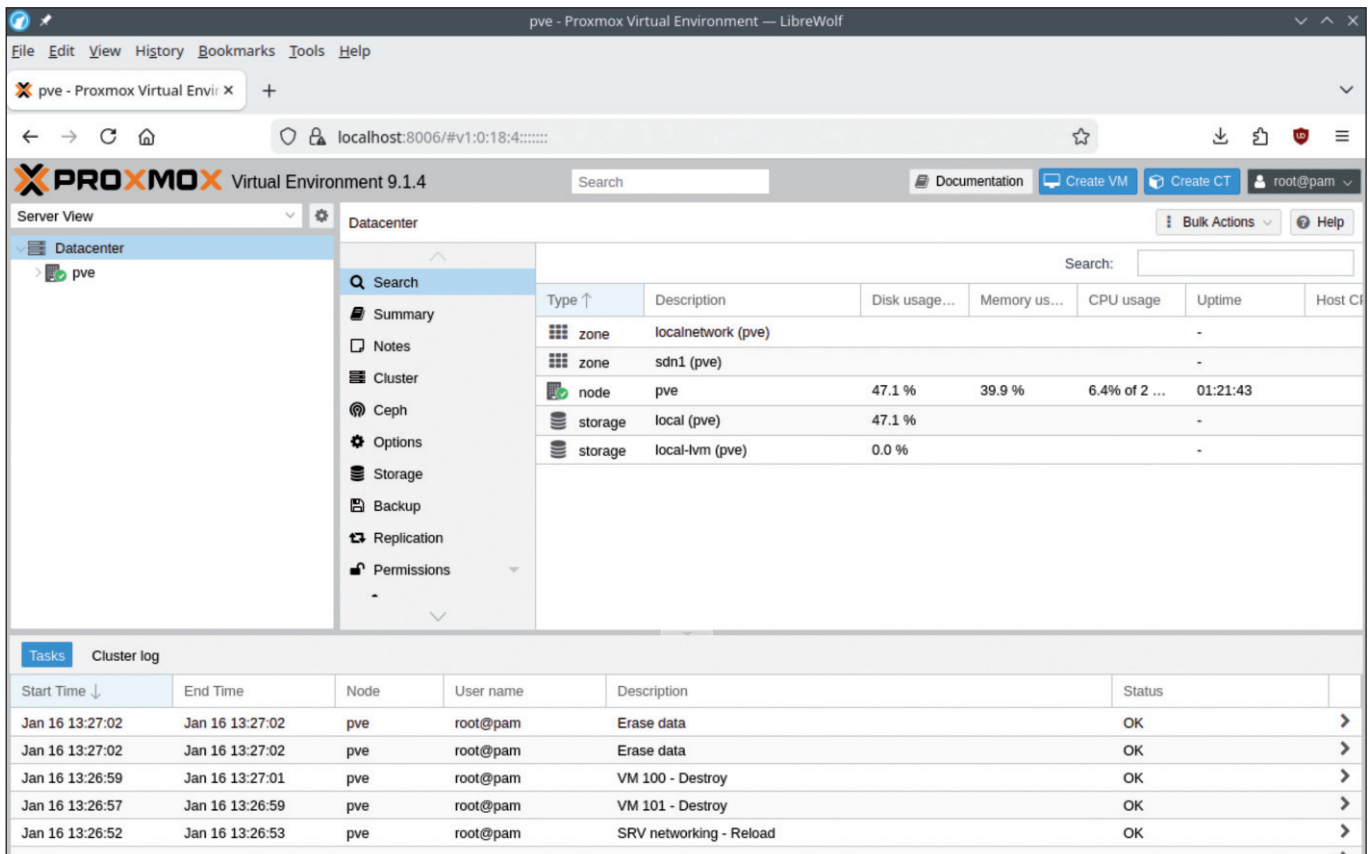 pve - Proxmox Virtual Environment — LibreWolf
File Edit View History Bookmarks Tools Help
pve - Proxmox Virtual Envir
localhost:8006/#v1:0:18:4:::::::
PROXMOX Virtual Environment 9.1.4 Search Documentation Create VM Create CT root@pam
Server View
Datacenter
pve
Datacenter Bulk Actions Help
Search
Summary
Notes
Cluster
Ceph
Options
Storage
Backup
Replication
Permissions
Search:
Type Description Disk usage... Memory us... CPU usage Uptime Host CP
zone localnetwork (pve) -
zone sdn1 (pve) -
node pve 47.1 % 39.9 % 6.4% of 2 ... 01:21:43
storage local (pve) 47.1 % -
storage local-lvm (pve) 0.0 % -
Tasks Cluster log
Start Time End Time Node User name Description Status
Jan 16 13:27:02 Jan 16 13:27:02 pve root@pam Erase data OK
Jan 16 13:27:02 Jan 16 13:27:02 pve root@pam Erase data OK
Jan 16 13:26:59 Jan 16 13:27:01 pve root@pam VM 100 - Destroy OK
Jan 16 13:26:57 Jan 16 13:26:59 pve root@pam VM 101 - Destroy OK
Jan 16 13:26:52 Jan 16 13:26:53 pve root@pam SRV networking - Reload OK